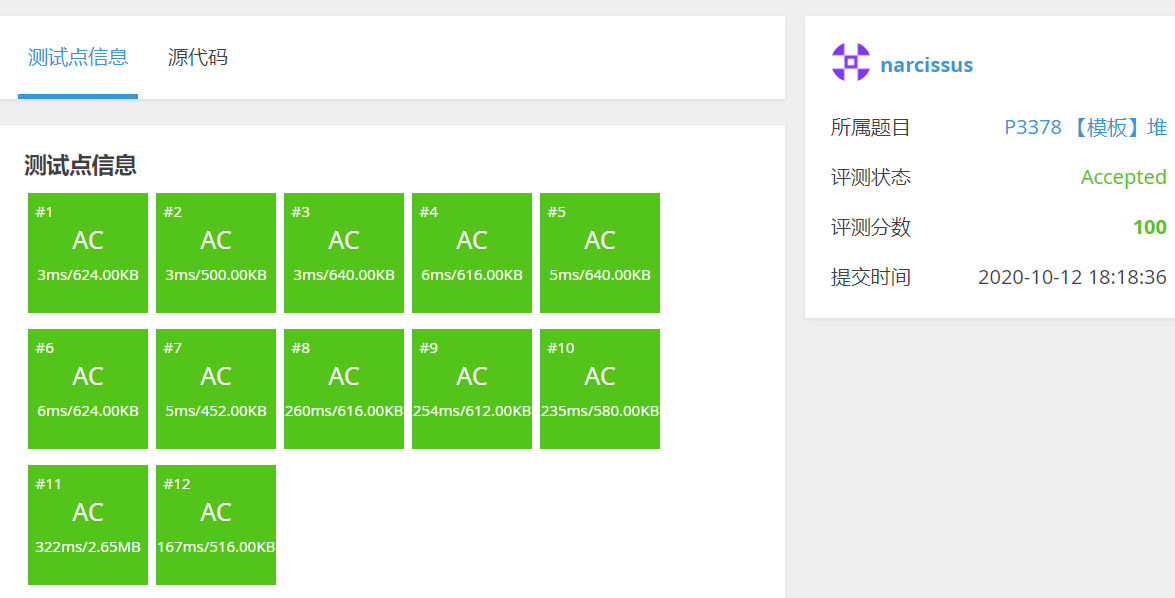 测试点信息 源代码
测试点信息
#1 #2 #3 #4 #5
AC AC AC AC AC
3ms/624.00KB 3ms/500.00KB 3ms/640.00KB 6ms/616.00KB 5ms/640.00KB
#6 #7 #8 #9 #10
AC AC AC AC AC
6ms/624.00KB 5ms/452.00KB 260ms/616.00KB 254ms/612.00KB 235ms/580.00KB
#11 #12
AC AC
322ms/2.65MB 167ms/516.00KB
narcissus
所属题目 P3378 【模板】堆
评测状态 Accepted
评测分数 100
提交时间 2020-10-12 18:18:36